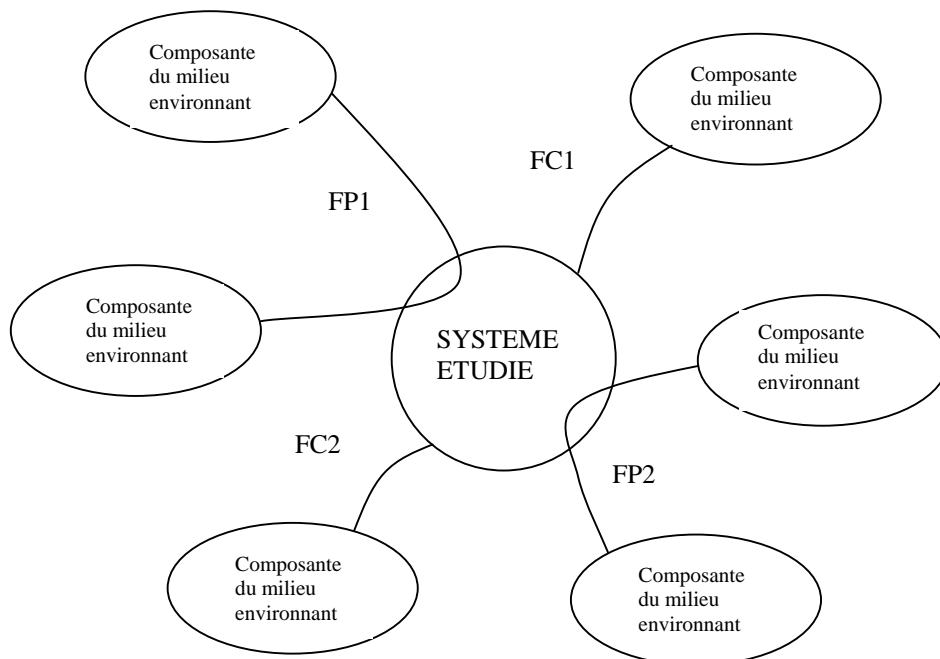 Composante
du milieu
environnant
Composante
du milieu
environnant
FC1
FP1
Composante
du milieu
environnant
SYSTEME
ETUDIE
Composante
du milieu
environnant
FC2
FP2
Composante
du milieu
environnant
Composante
du milieu
environnant